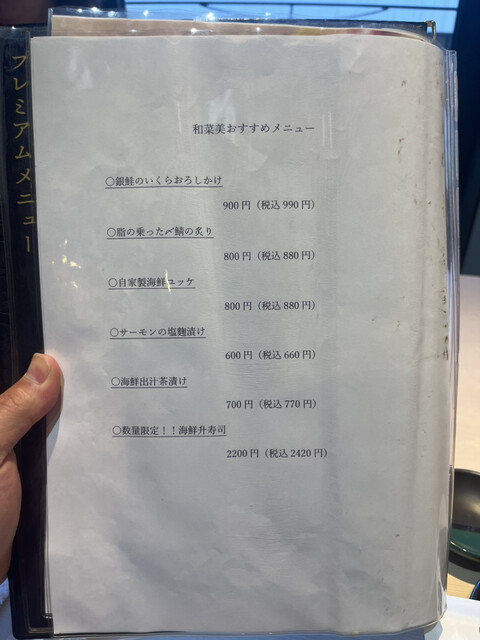 プレミアムメニュー
和菜美おすすめメニュー
○銀鮭のいくらおろしかけ
900円（税込990円）
○脂の乗った〆鯖の炙り
800円（税込880円）
○自家製海鮮ユッケ
800円（税込880円）
○サーモンの塩麴漬け
600円（税込660円）
○海鮮出汁茶漬け
700円（税込770円）
○数量限定！！海鮮升寿司
2200円（税込2420円）